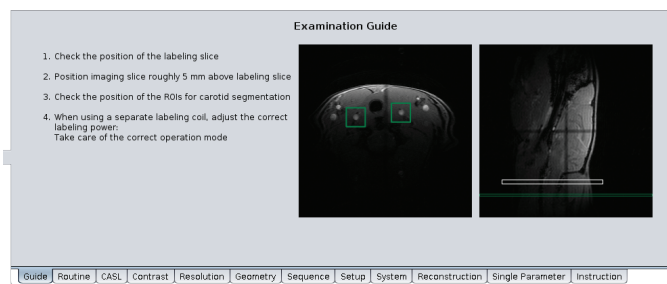 Examination Guide
1. Check the position of the labeling slice
2. Position imaging slice roughly 5 mm above labeling slice
3. Check the position of the ROIs for carotid segmentation
4. When using a separate labeling coil, adjust the correct
labeling power:
Take care of the correct operation mode
Guide Routine CASL Contrast Resolution Geometry Sequence Setup System Reconstruction Single Parameter Instruction